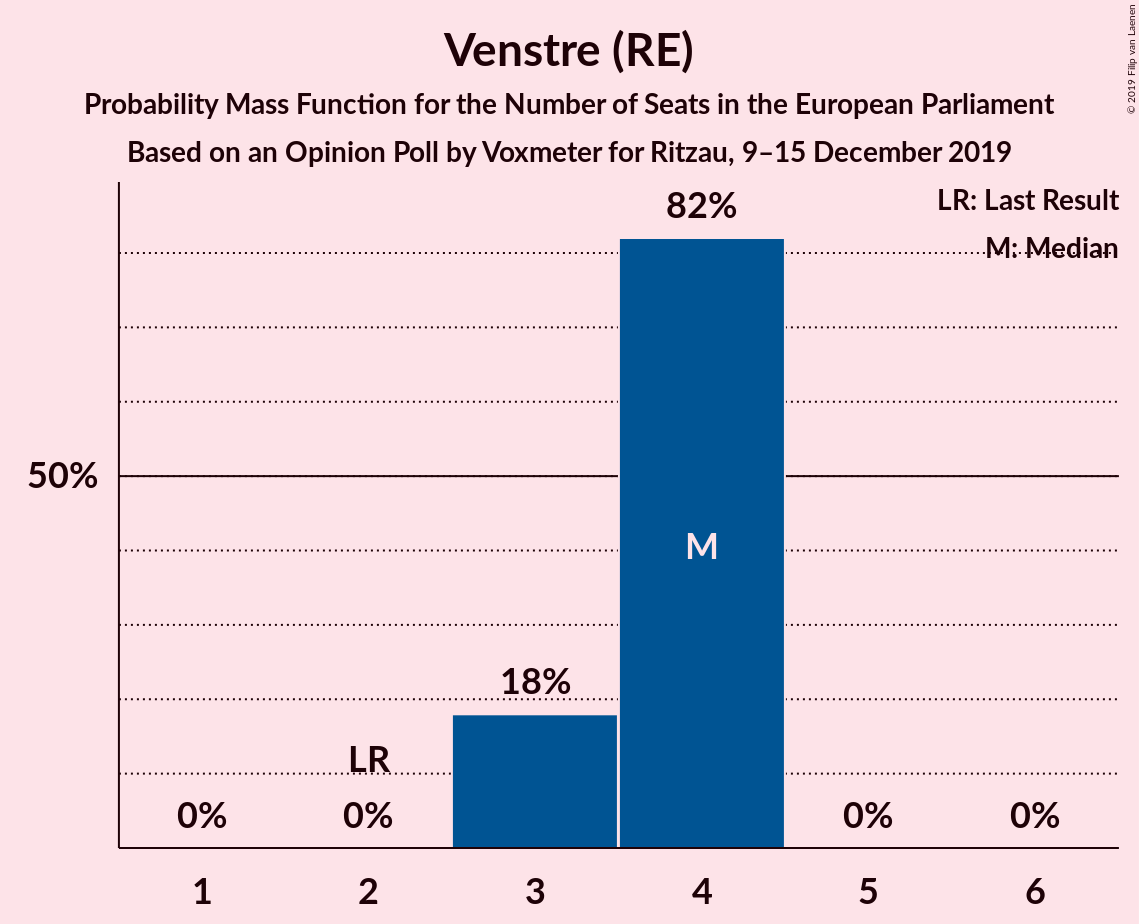 Venstre (RE)
Probability Mass Function for the Number of Seats in the European Parliament
Based on an Opinion Poll by Voxmeter for Ritzau, 9–15 December 2019
© 2019 Filip van Laenen
LR: Last Result
M: Median
82%
50%
M
18%
LR
0%
0%
0%
0%
1
2
3
4
5
6